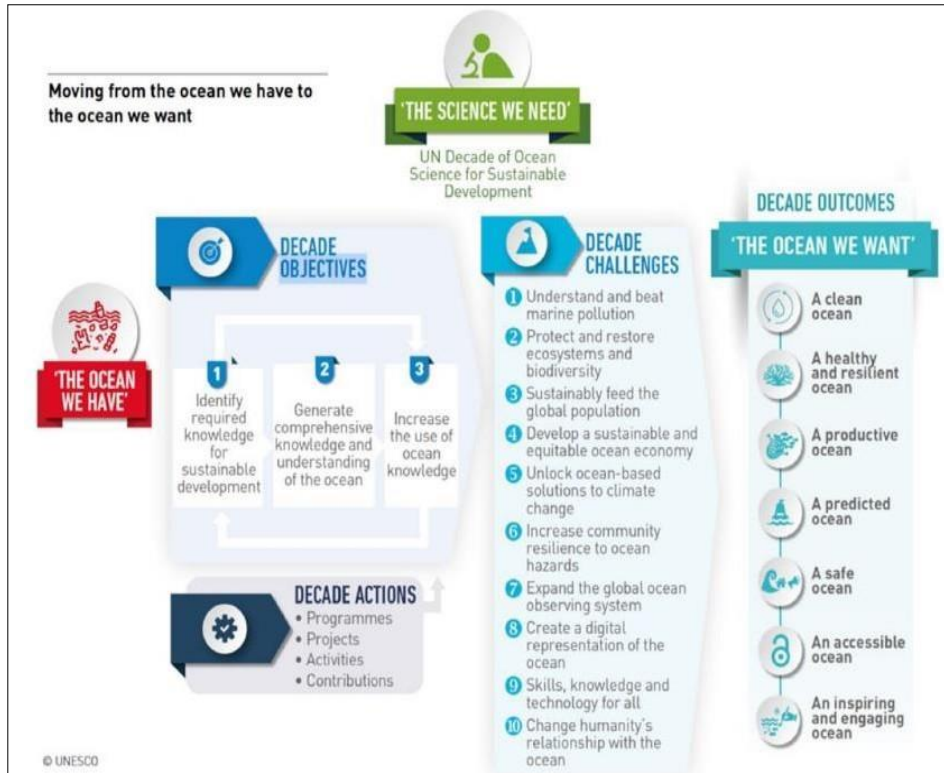 Moving from the ocean we have to
the ocean we want
'THE SCIENCE WE NEED'
UN Decade of Ocean
Science for Sustainable
Development
'THE OCEAN
WE HAVE'
DECADE
OBJECTIVES
1
Identify
required
knowledge
for
sustainable
development
2
Generate
comprehensive
knowledge and
understanding
of the ocean
3
Increase
the use of
ocean
knowledge
DECADE ACTIONS
• Programmes
• Projects
• Activities
• Contributions
DECADE
CHALLENGES
1 Understand and beat
marine pollution
2 Protect and restore
ecosystems and
biodiversity
3 Sustainably feed the
global population
4 Develop a sustainable and
equitable ocean economy
5 Unlock ocean-based
solutions to climate
change
6 Increase community
resilience to ocean
hazards
7 Expand the global ocean
observing system
8 Create a digital
representation of the
ocean
9 Skills, knowledge and
technology for all
10 Change humanity's
relationship with the
ocean
DECADE OUTCOMES
'THE OCEAN WE WANT'
A clean
ocean
A healthy
and resilient
ocean
A productive
ocean
A predicted
ocean
A safe
ocean
An accessible
ocean
An inspiring
and engaging
ocean
© UNESCO